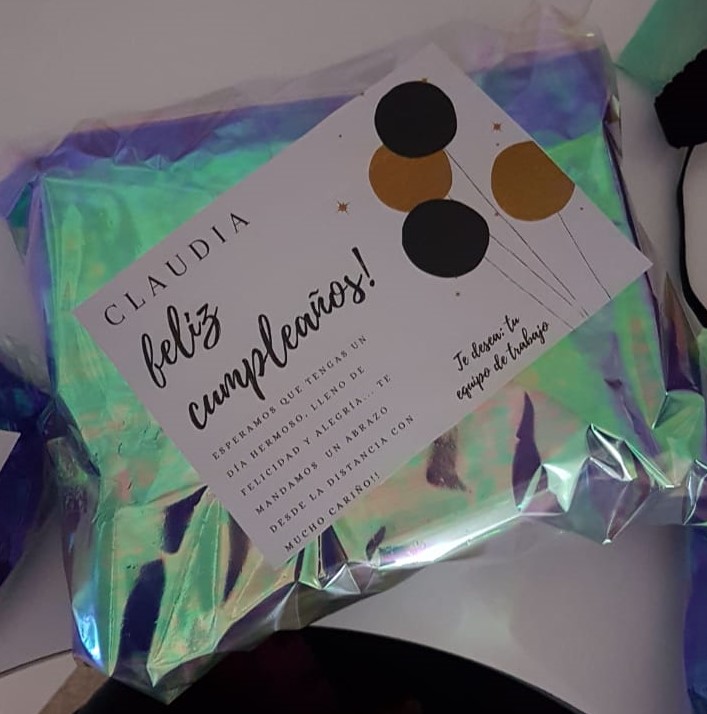 CLAUDIA
feliz
cumpleaños!
ESPERAMOS QUE TENGAS UN
DÍA HERMOSO, LLENO DE
FELICIDAD Y ALEGRÍA... TE
MANDAMOS UN ABRAZO
DESDE LA DISTANCIA CON
MUCHO CARIÑO!!
Te desea: tu
equipo de trabajo